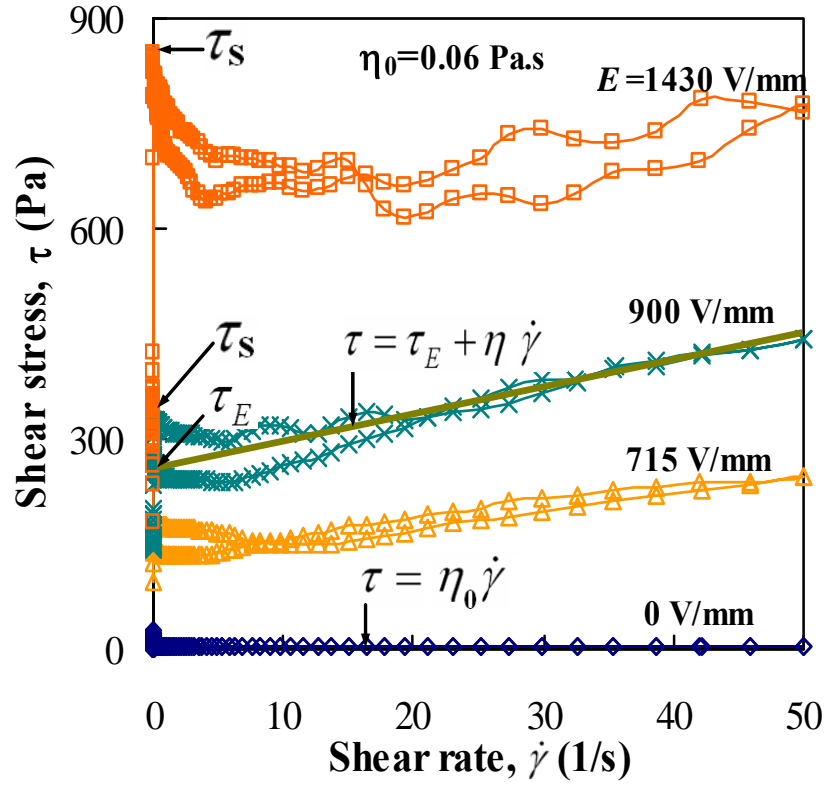 900
τs
η0=0.06 Pa.s
E =1430 V/mm
600
900 V/mm
τs
τ = τE + η γ̇
τE
300
715 V/mm
τ = η0 γ̇
0 V/mm
0
0 10 20 30 40 50
Shear rate, γ̇ (1/s)
Shear stress, τ (Pa)